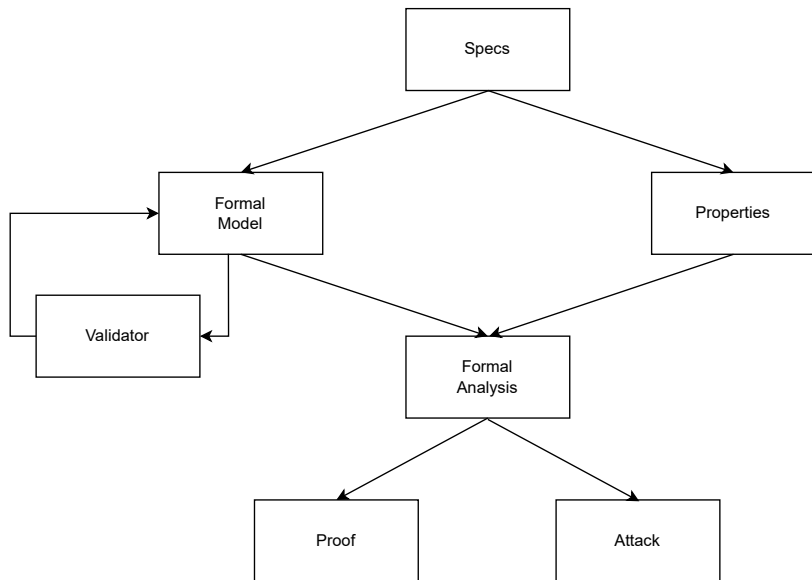 Specs
Formal
Model
Properties
Validator
Formal
Analysis
Proof
Attack